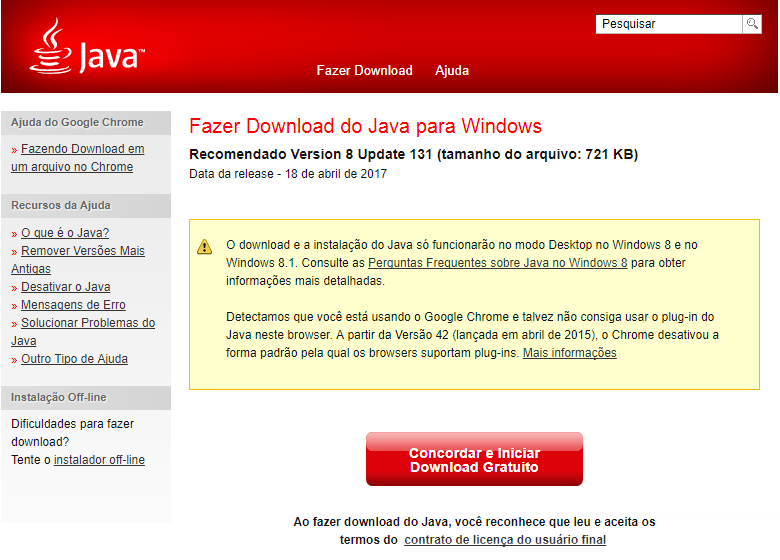 Java™
Pesquisar
Fazer Download
Ajuda
Ajuda do Google Chrome
» Fazendo Download em
um arquivo no Chrome
Recursos da Ajuda
» O que é o Java?
» Remover Versões Mais
Antigas
» Desativar o Java
» Mensagens de Erro
» Solucionar Problemas do
Java
» Outro Tipo de Ajuda
Instalação Off-line
Dificuldades para fazer
download?
Tente o instalador off-line
Fazer Download do Java para Windows
Recomendado Version 8 Update 131 (tamanho do arquivo: 721 KB)
Data da release - 18 de abril de 2017
O download e a instalação do Java só funcionarão no modo Desktop no Windows 8 e no
Windows 8.1. Consulte as Perguntas Frequentes sobre Java no Windows 8 para obter
informações mais detalhadas.
Detectamos que você está usando o Google Chrome e talvez não consiga usar o plug-in do
Java neste browser. A partir da Versão 42 (lançada em abril de 2015), o Chrome desativou a
forma padrão pela qual os browsers suportam plug-ins. Mais informações
Concordar e Iniciar
Download Gratuito
Ao fazer download do Java, você reconhece que leu e aceita os
termos do contrato de licença do usuário final